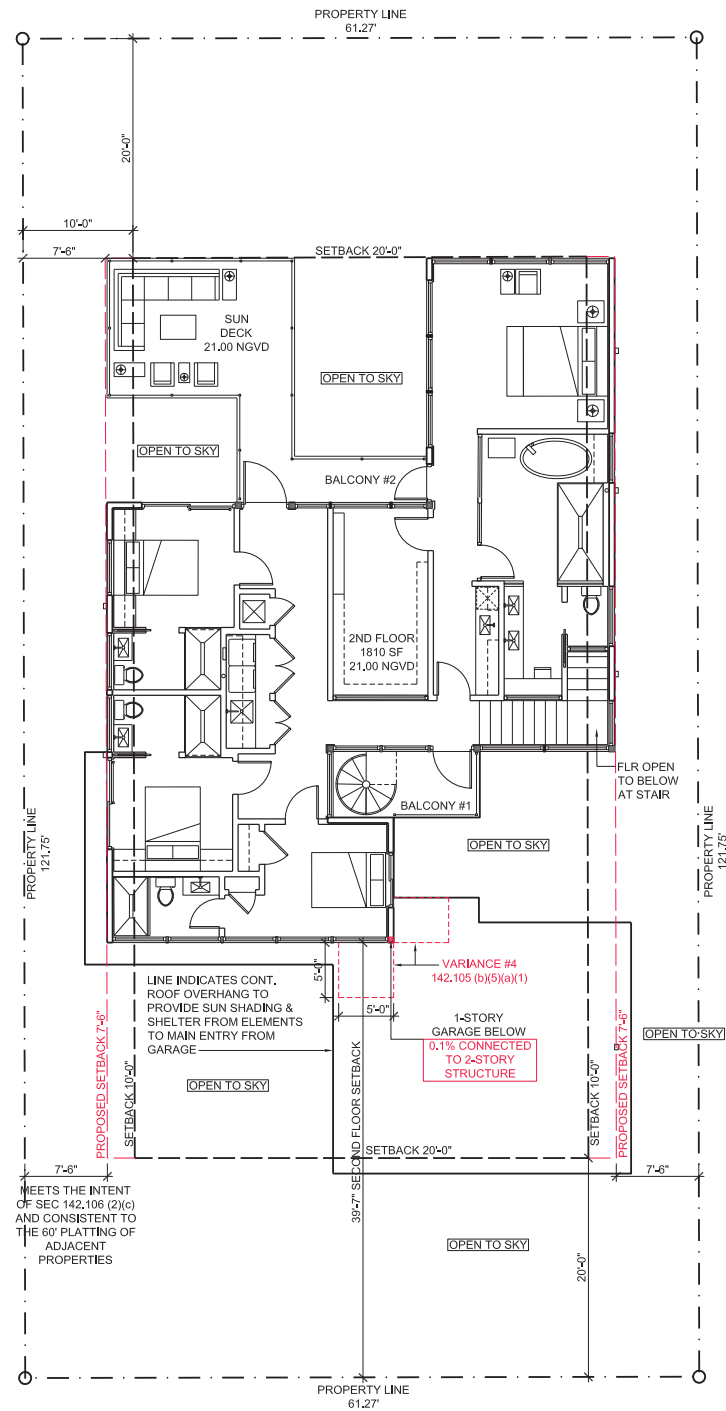 PROPERTY LINE
61.27'
20'-0"
10'-0"
7'-6"
SETBACK 20'-0"
SUN
DECK
21.00 NGVD
OPEN TO SKY
OPEN TO SKY
BALCONY #2
2ND FLOOR
1810 SF
21.00 NGVD
BALCONY #1
FLR OPEN
TO BELOW
AT STAIR
OPEN TO SKY
PROPERTY LINE
121.75'
PROPERTY LINE
121.75'
VARIANCE #4
142.105 (b)(5)(a)(1)
5'-0"
5'-0"
LINE INDICATES CONT.
ROOF OVERHANG TO
PROVIDE SUN SHADING &
SHELTER FROM ELEMENTS
TO MAIN ENTRY FROM
GARAGE
1-STORY
GARAGE BELOW
0.1% CONNECTED
TO 2-STORY
STRUCTURE
OPEN TO SKY
OPEN TO SKY
PROPOSED SETBACK 7'-6"
SETBACK 10'-0"
39'-7" SECOND FLOOR SETBACK
SETBACK 10'-0"
PROPOSED SETBACK 7'-6"
SETBACK 20'-0"
7'-6"
7'-6"
MEETS THE INTENT
OF SEC 142.106 (2)(c)
AND CONSISTENT TO
THE 60' PLATTING OF
ADJACENT
PROPERTIES
OPEN TO SKY
20'-0"
PROPERTY LINE
61.27'